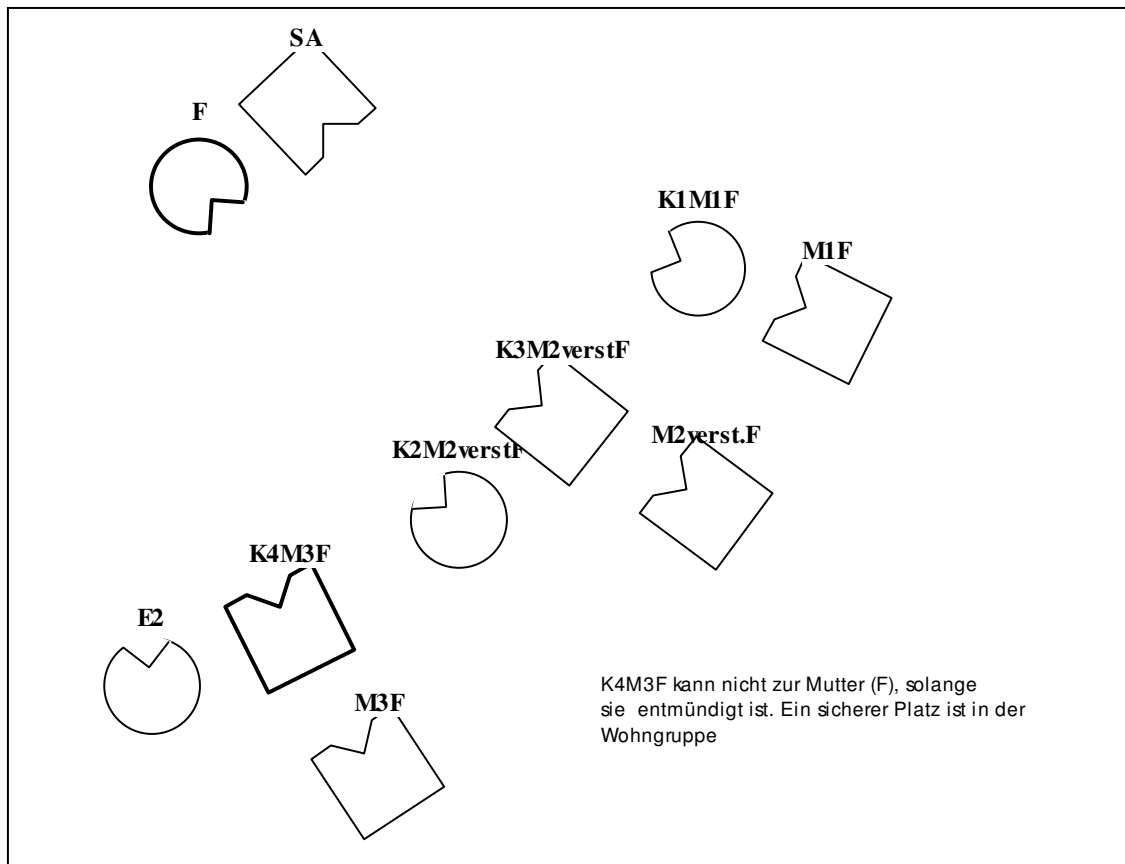 SA
F
K1M1F
M1F
K3M2verstF
M2verst.F
K2M2verstF
K4M3F
E2
M3F
K4M3F kann nicht zur Mutter (F), solange
sie entmündigt ist. Ein sicherer Platz ist in der
Wohngruppe